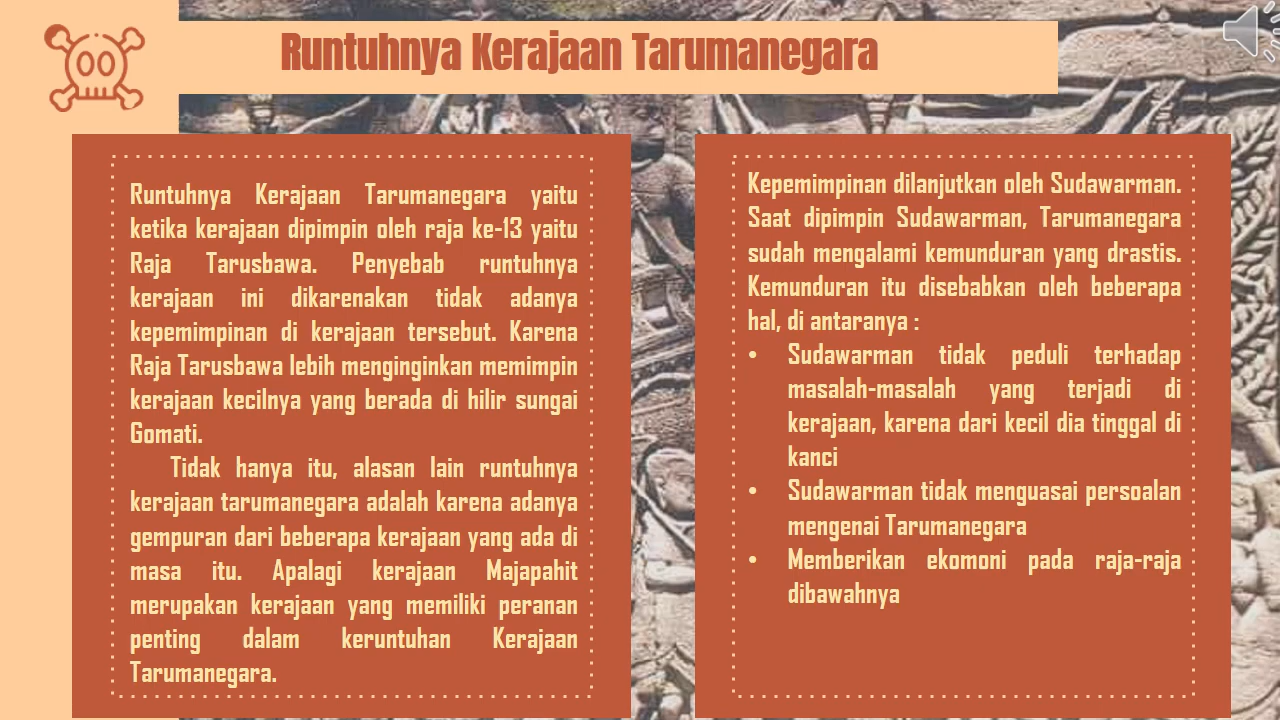 Runtuhnya Kerajaan Tarumanegara
Runtuhnya Kerajaan Tarumanegara yaitu
ketika kerajaan dipimpin oleh raja ke-13 yaitu
Raja Tarusbawa. Penyebab runtuhnya
kerajaan ini dikarenakan tidak adanya
kepemimpinan di kerajaan tersebut. Karena
Raja Tarusbawa lebih menginginkan memimpin
kerajaan kecilnya yang berada di hilir sungai
Gomati.
Tidak hanya itu, alasan lain runtuhnya
kerajaan tarumanegara adalah karena adanya
gempuran dari beberapa kerajaan yang ada di
masa itu. Apalagi kerajaan Majapahit
merupakan kerajaan yang memiliki peranan
penting dalam keruntuhan Kerajaan
Tarumanegara.
Kepemimpinan dilanjutkan oleh Sudawarman.
Saat dipimpin Sudawarman, Tarumanegara
sudah mengalami kemunduran yang drastis.
Kemunduran itu disebabkan oleh beberapa
hal, di antaranya :
• Sudawarman tidak peduli terhadap
masalah-masalah yang terjadi di
kerajaan, karena dari kecil dia tinggal di
kanci
• Sudawarman tidak menguasai persoalan
mengenai Tarumanegara
• Memberikan ekomoni pada raja-raja
dibawahnya